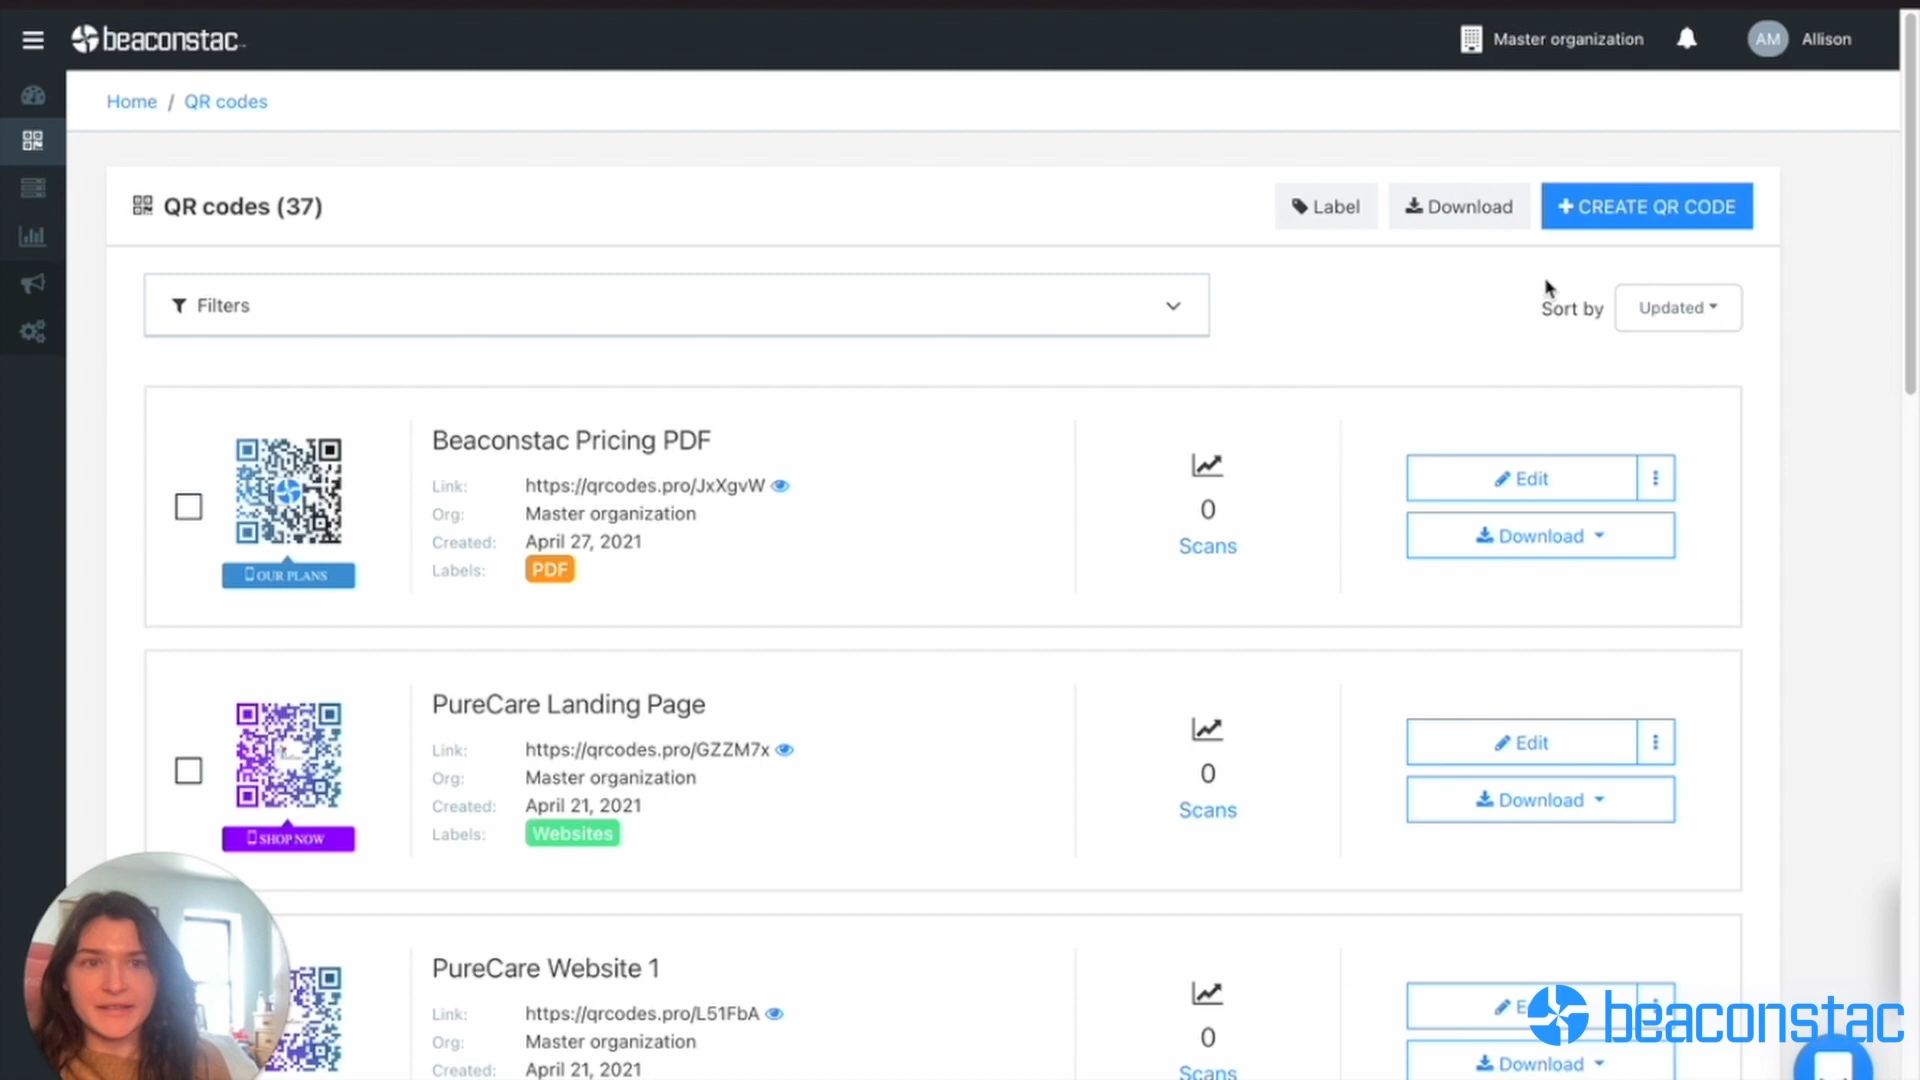 beaconstac
Master organization
AM
Allison
Home / QR codes
QR codes (37)
Label
Download
+ CREATE QR CODE
Filters
Sort by
Updated
Beaconstac Pricing PDF
Link: https://qrcodes.pro/JxXgvW
Org: Master organization
Created: April 27, 2021
Labels: PDF
OUR PLANS
0
Scans
Edit
Download
PureCare Landing Page
Link: https://qrcodes.pro/GZZM7x
Org: Master organization
Created: April 21, 2021
Labels: Websites
SHOP NOW
0
Scans
Edit
Download
PureCare Website 1
Link: https://qrcodes.pro/L51FbA
Org: Master organization
Created: April 21, 2021
0
Scans
Download
beaconstac